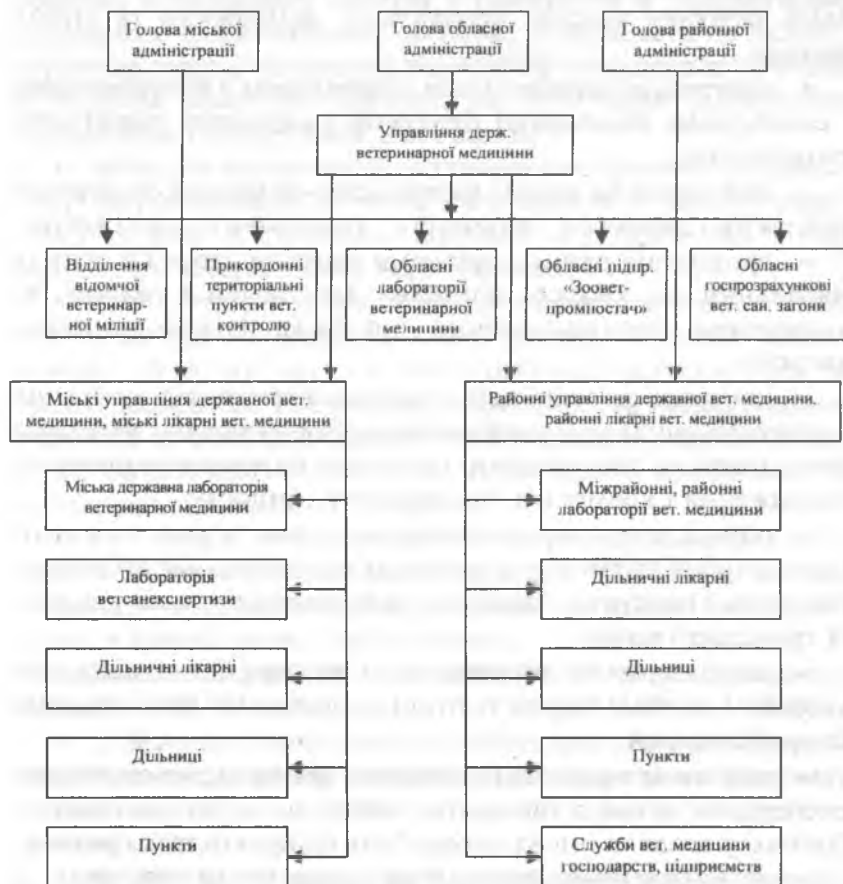 Голова міської
адміністрації
Голова обласної
адміністрації
Голова районної
адміністрації
Управління держ.
ветеринарної медицини
Відділення
відомчої
ветеринар-
ної міліції
Прикордонні
територіальні
пункти вет.
контролю
Обласні
лабораторії
ветеринарної
медицини
Обласні підпр.
«Зоовет-
промпостач»
Обласні
госпрозрахункові
вет. сан. загони
Міські управління державної вет.
медицини, міські лікарні вет. медицини
Районні управління державної вет. медицини,
районні лікарні вет. медицини
Міська державна лабораторія
ветеринарної медицини
Міжрайонні, районні
лабораторії вет. медицини
Лабораторія
ветсанекспертизи
Дільничні лікарні
Дільничні лікарні
Дільниці
Дільниці
Пункти
Пункти
Служби вет. медицини
господарств, підприємств